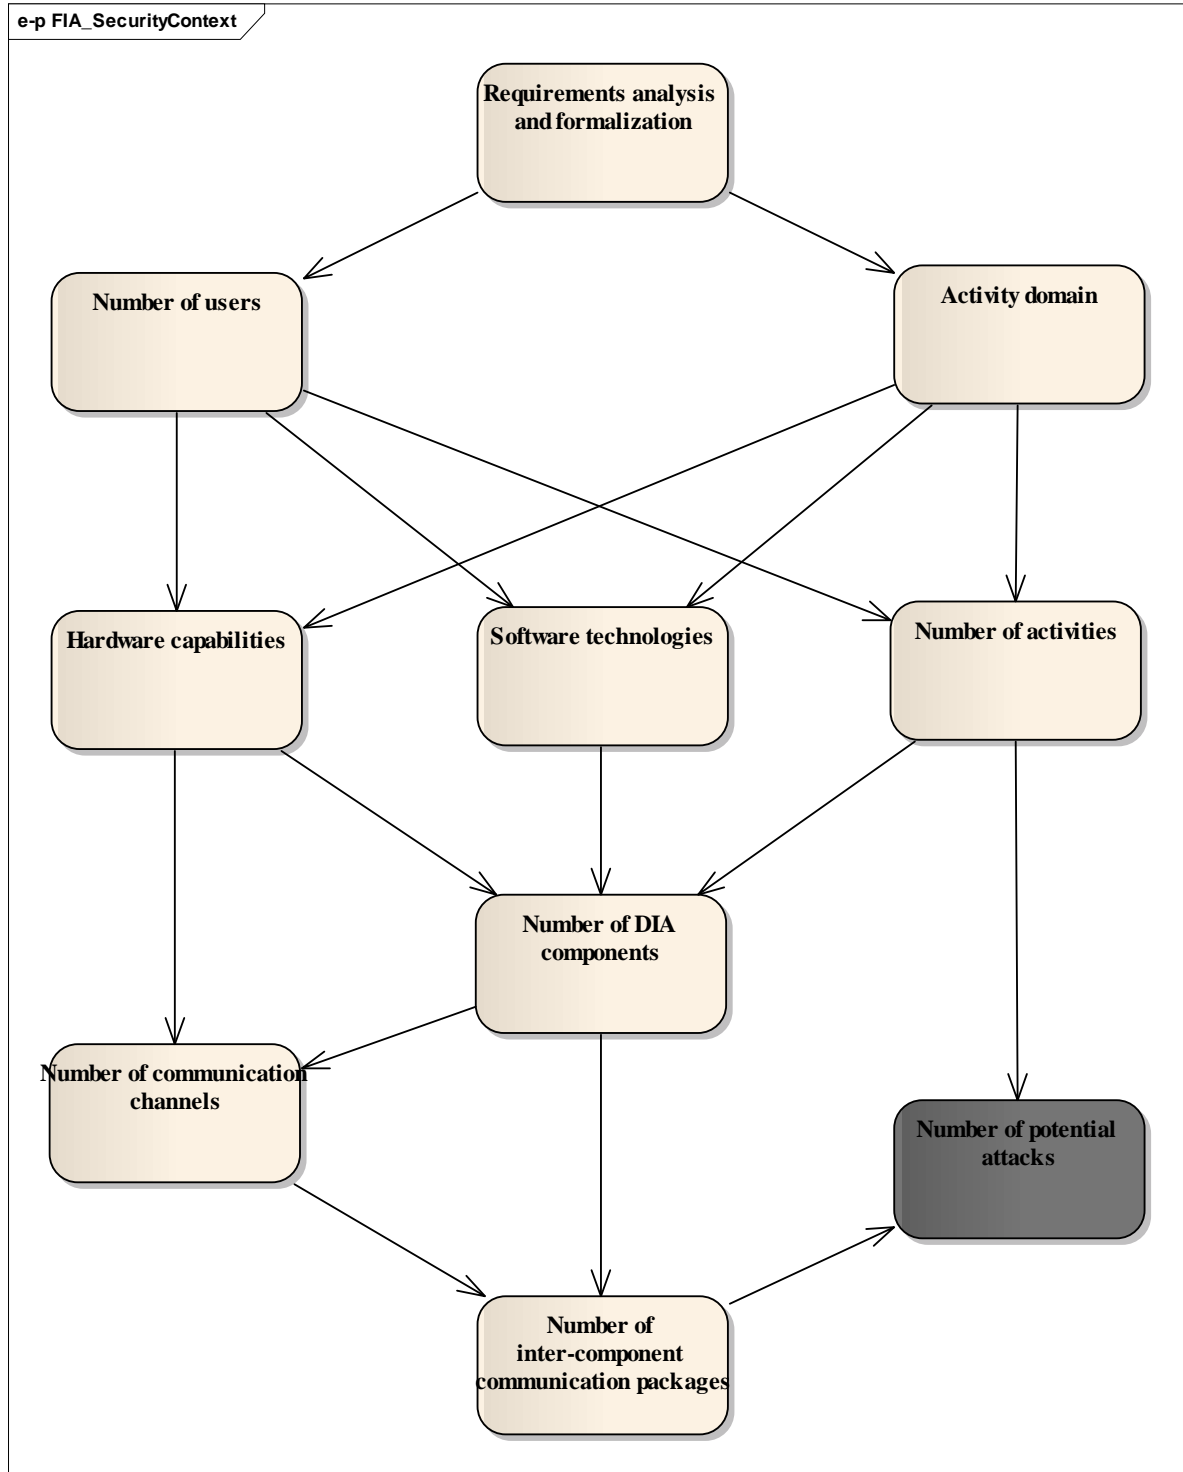 e-p FIA_SecurityContext
Requirements analysis
and formalization
Number of users
Activity domain
Hardware capabilities
Software technologies
Number of activities
Number of DIA
components
Number of communication
channels
Number of potential
attacks
Number of
inter-component
communication packages